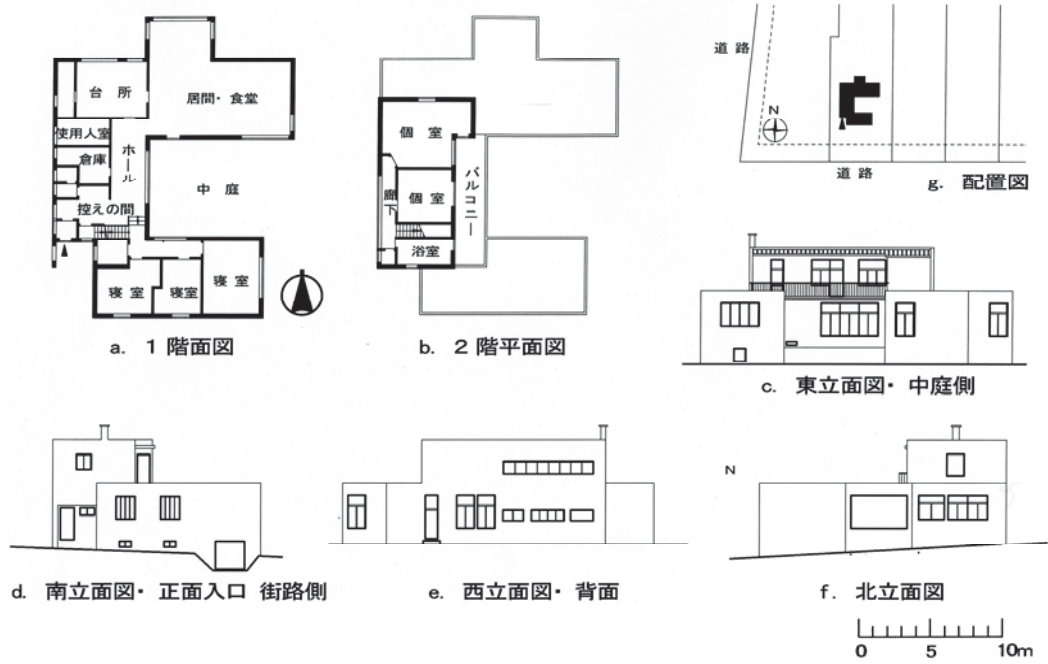 台所
居間・食堂
使用人室
倉庫
ホール
控えの間
中庭
寝室
寝室
寝室
a. 1階面図
個室
個室
廊下
バルコニー
浴室
b. 2階平面図
道路
N
道路
g. 配置図
c. 東立面図・中庭側
d. 南立面図・正面入口 街路側
e. 西立面図・背面
N
f. 北立面図
0 5 10m